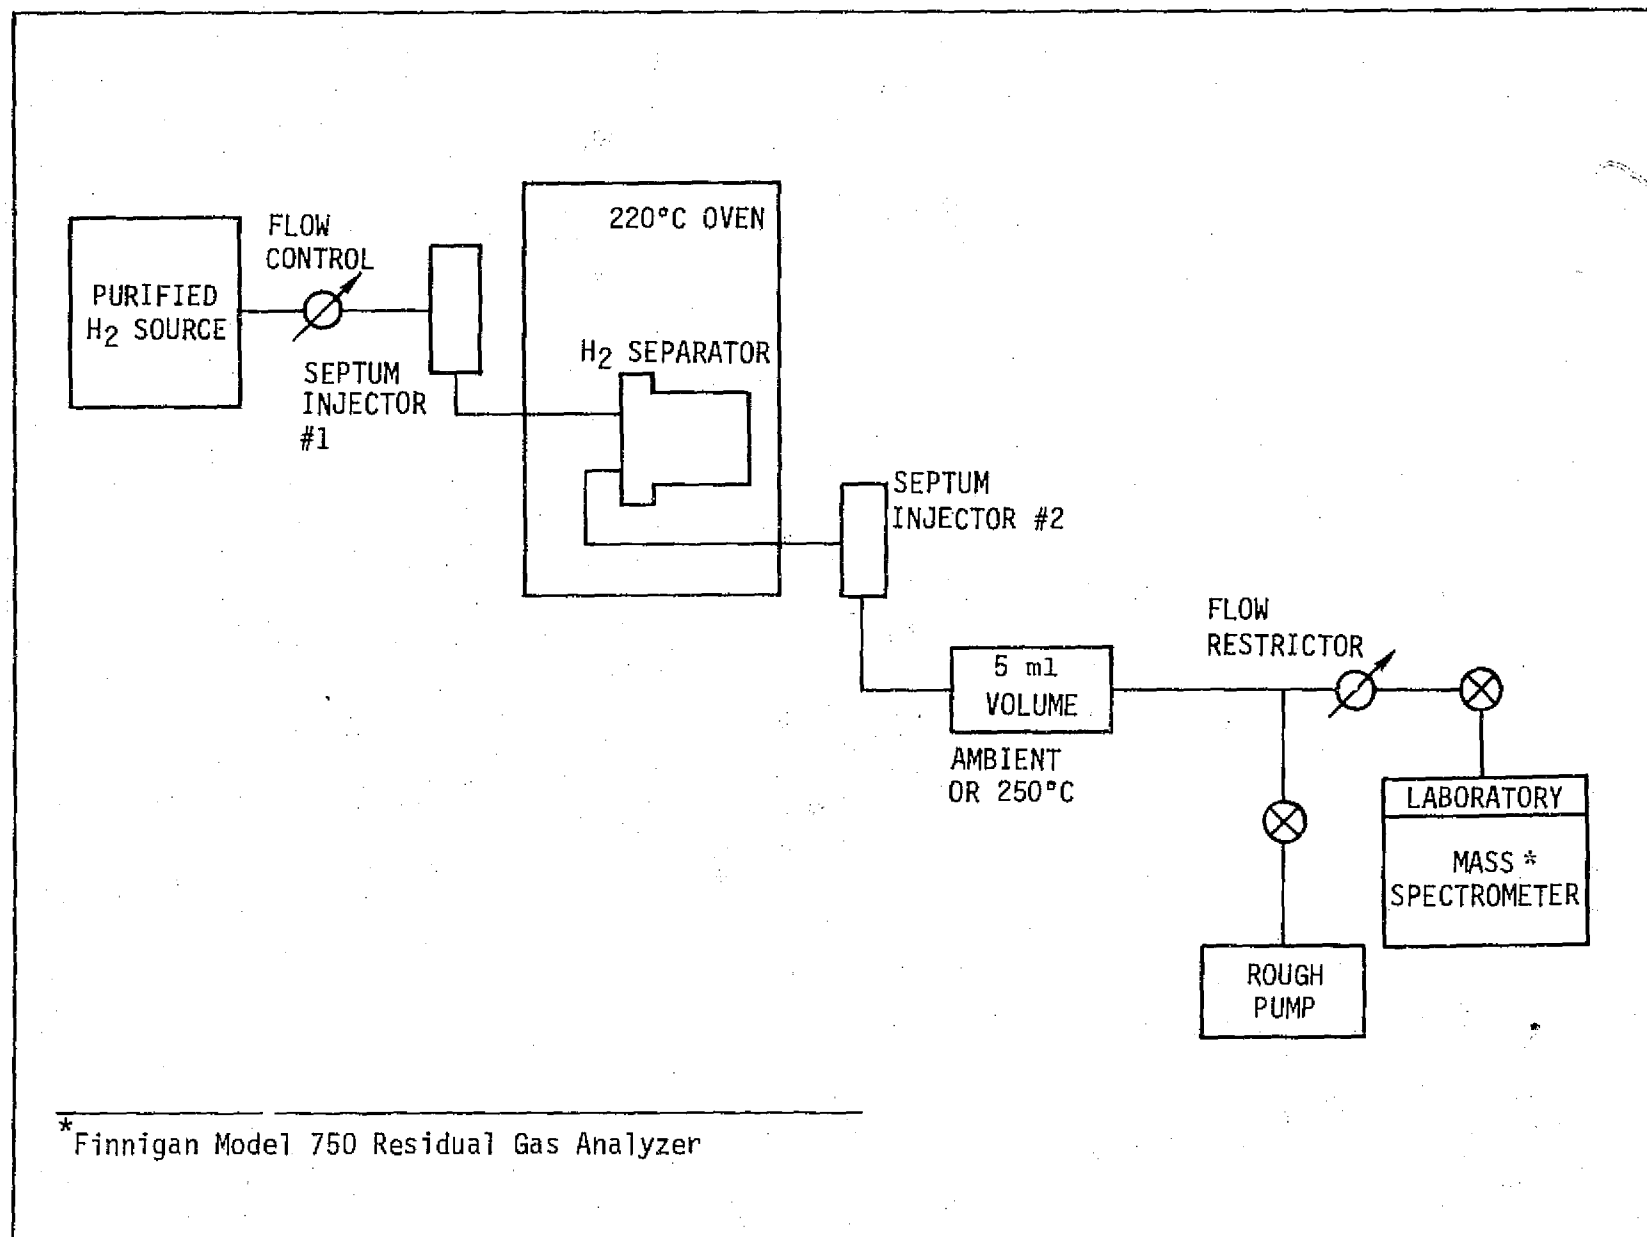 FLOW
CONTROL
PURIFIED
H2 SOURCE
SEPTUM
INJECTOR
#1
220°C OVEN
H2 SEPARATOR
SEPTUM
INJECTOR #2
5 ml
VOLUME
AMBIENT
OR 250°C
FLOW
RESTRICTOR
LABORATORY
MASS *
SPECTROMETER
ROUGH
PUMP
*Finnigan Model 750 Residual Gas Analyzer